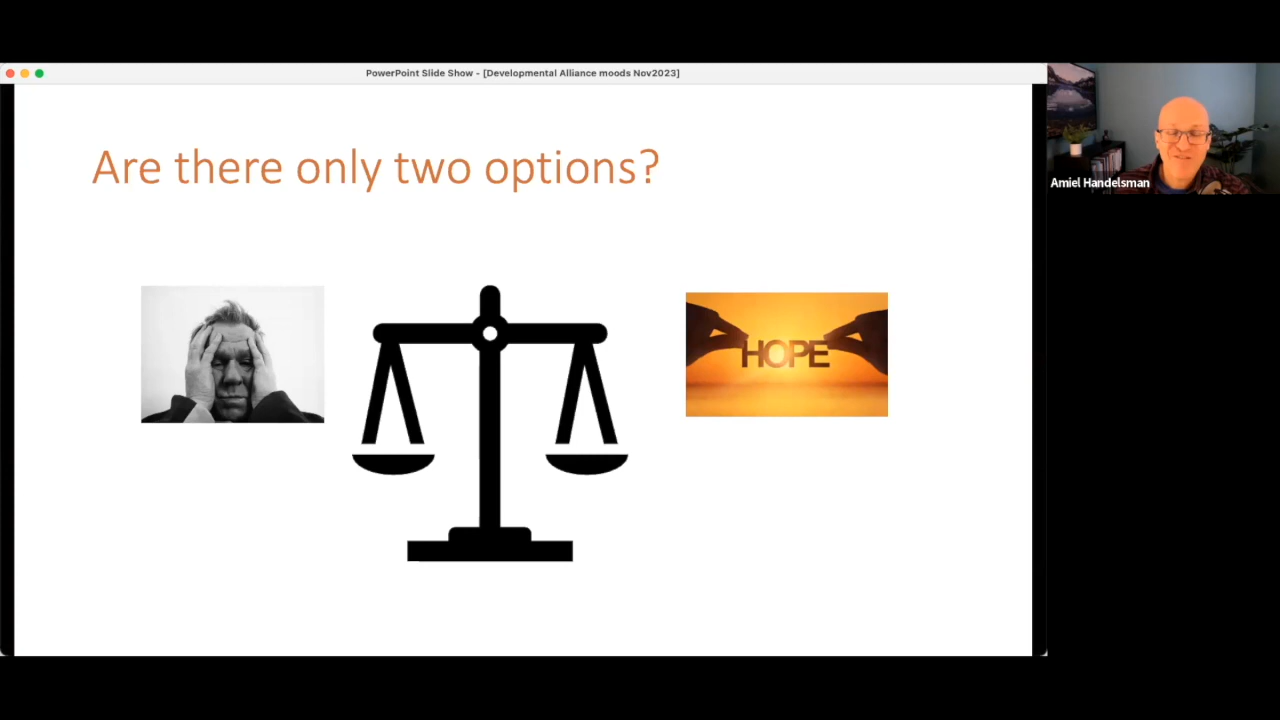 PowerPoint Slide Show - [Developmental Alliance moods Nov2023]
Are there only two options?
HOPE
Amiel Handelsman